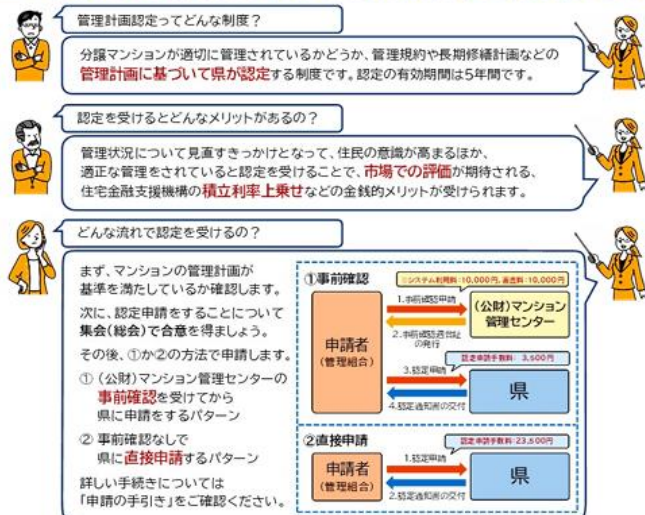 管理計画認定ってどんな制度？
分譲マンションが適切に管理されているかどうか、管理規約や長期修繕計画などの
管理計画に基づいて県が認定する制度です。認定の有効期間は5年間です。
認定を受けるとどんなメリットがあるの？
管理状況について見直すきっかけとなって、住民の意識が高まるほか、
適正な管理をされていると認定を受けることで、市場での評価が期待される、
住宅金融支援機構の積立利率上乗せなどの金銭的メリットが受けられます。
どんな流れで認定を受けるの？
まず、マンションの管理計画が
基準を満たしているか確認します。
次に、認定申請をすることについて
集会(総会)で合意を得ましょう。
その後、①か②の方法で申請します。
① (公財)マンション管理センターの
事前確認を受けてから
県に申請をするパターン
② 事前確認なしで
県に直接申請するパターン
詳しい手続きについては
「申請の手引き」をご確認ください。
①事前確認
システム利用料：10,000円、審査料：10,000円
申請者
(管理組合)
1.事前確認申請
2.事前確認適合証
の発行
(公財)マンション
管理センター
認定申請手数料：3,600円
3.認定申請
4.認定通知書の交付
県
②直接申請
認定申請手数料：23,600円
申請者
(管理組合)
1.認定申請
2.認定通知書の交付
県